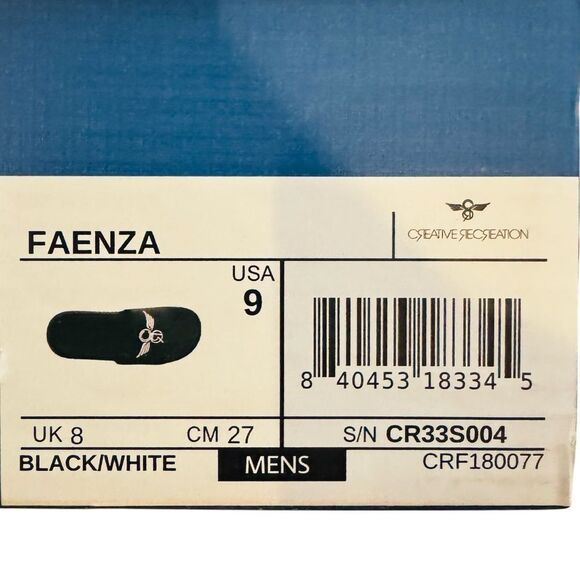 FAENZA
CREATIVE RECREATION
USA
9
8 40453 18334 5
UK 8
CM 27
S/N CR33S004
BLACK/WHITE
MENS
CRF180077